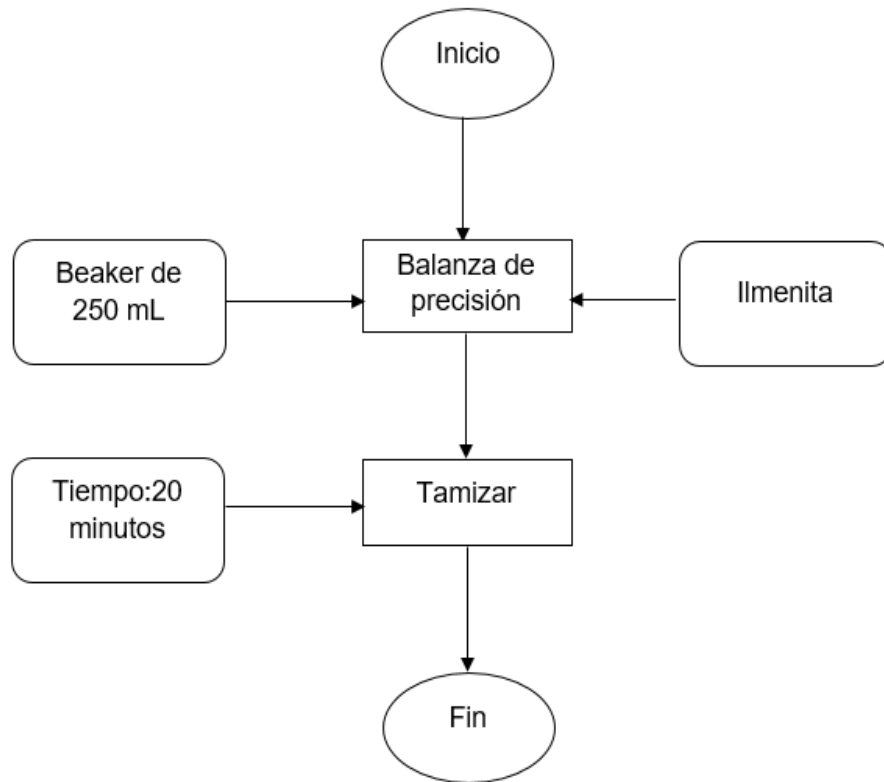 Inicio
Beaker de
250 mL
Balanza de
precisión
Ilmenita
Tiempo:20
minutos
Tamizar
Fin